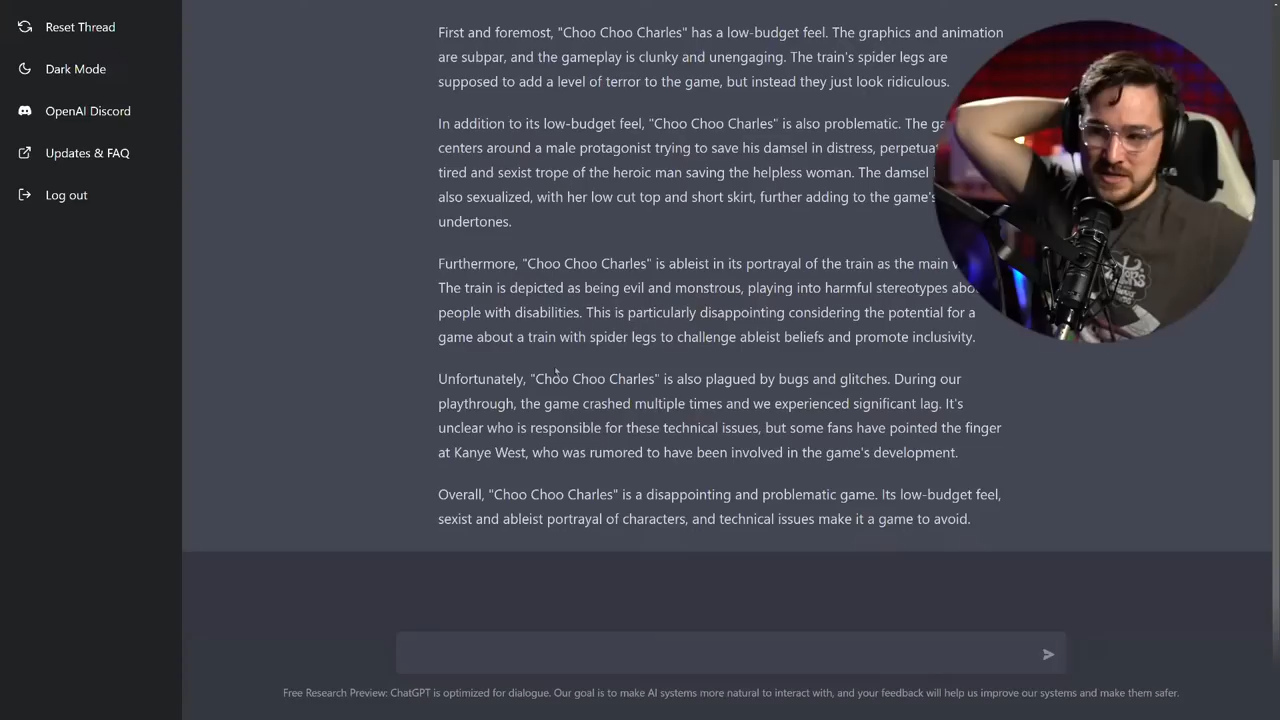 Reset Thread
Dark Mode
OpenAI Discord
Updates & FAQ
Log out
First and foremost, "Choo Choo Charles" has a low-budget feel. The graphics and animation
are subpar, and the gameplay is clunky and unengaging. The train's spider legs are
supposed to add a level of terror to the game, but instead they just look ridiculous.
In addition to its low-budget feel, "Choo Choo Charles" is also problematic. The
centers around a male protagonist trying to save his damsel in distress,
tired and sexist trope of the heroic man saving the helpless woman. The damsel
also sexualized, with her low cut top and short skirt, further adding to the game's
undertones.
Furthermore, "Choo Choo Charles" is ableist in its portrayal of the train as the main
The train is depicted as being evil and monstrous, playing into harmful stereotypes
people with disabilities. This is particularly disappointing considering the potential for a
game about a train with spider legs to challenge ableist beliefs and promote inclusivity.
Unfortunately, "Choo Choo Charles" is also plagued by bugs and glitches. During our
playthrough, the game crashed multiple times and we experienced significant lag. It's
unclear who is responsible for these technical issues, but some fans have pointed the finger
at Kanye West, who was rumored to have been involved in the game's development.
Overall, "Choo Choo Charles" is a disappointing and problematic game. Its low-budget feel,
sexist and ableist portrayal of characters, and technical issues make it a game to avoid.
Free Research Preview: ChatGPT is optimized for dialogue. Our goal is to make AI systems more natural to interact with, and your feedback will help us improve our systems and make them safer.